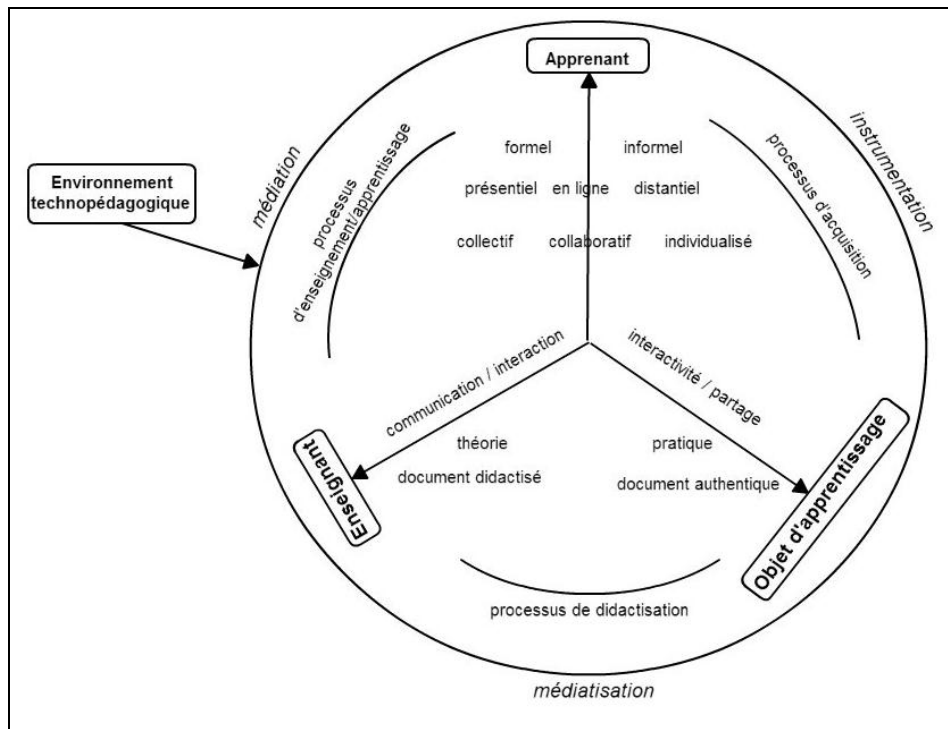 Apprenant
médiation
instrumentation
Environnement
technopédagogique
processus
d'enseignement/apprentissage
processus d'acquisition
formel informel
présentiel en ligne distantiel
collectif collaboratif individualisé
communication / interaction
interactivité / partage
théorie pratique
document didactisé document authentique
Enseignant
Objet d'apprentissage
processus de didactisation
médiatisation